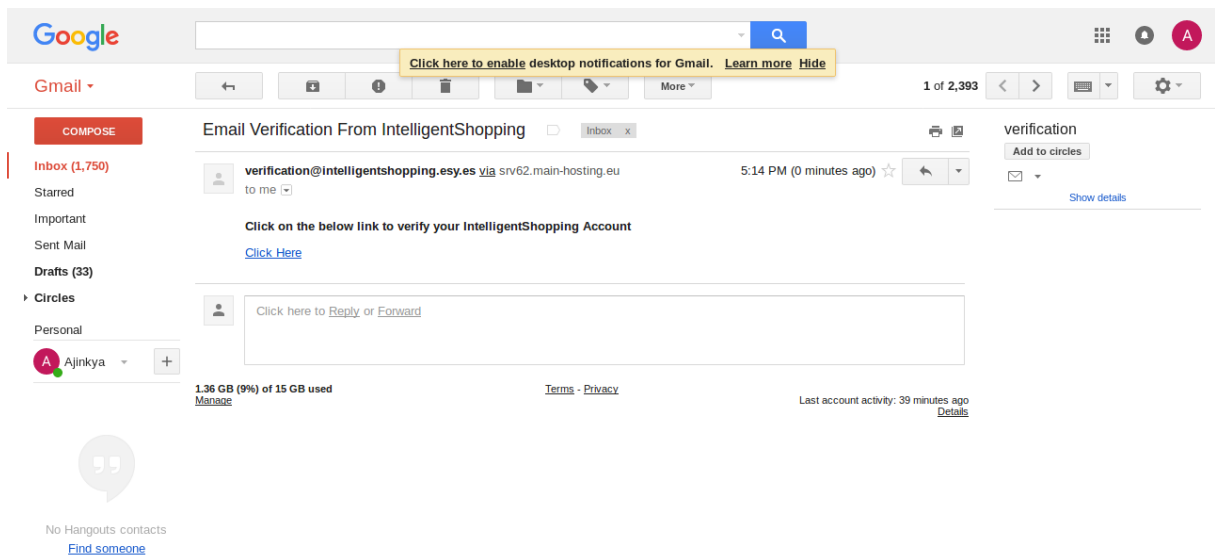 Google
A
Click here to enable desktop notifications for Gmail. Learn more Hide
Gmail
More
1 of 2,393
COMPOSE
Inbox (1,750)
Starred
Important
Sent Mail
Drafts (33)
Circles
Personal
A Ajinkya
+
No Hangouts contacts
Find someone
Email Verification From IntelligentShopping Inbox x
verification@intelligentshopping.esy.es via srv62.main-hosting.eu 5:14 PM (0 minutes ago)
to me
Click on the below link to verify your IntelligentShopping Account
Click Here
Click here to Reply or Forward
1.36 GB (9%) of 15 GB used
Manage
Terms - Privacy
Last account activity: 39 minutes ago
Details
verification
Add to circles
Show details